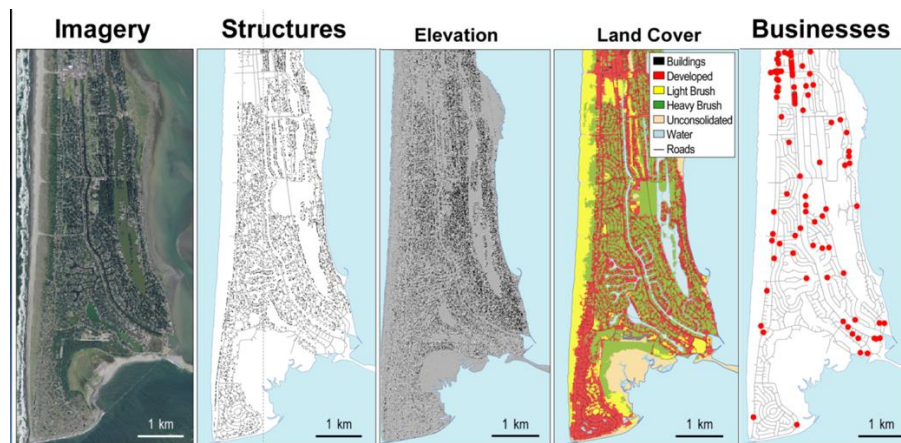 Imagery
Structures
Elevation
Land Cover
Businesses
Buildings
Developed
Light Brush
Heavy Brush
Unconsolidated
Water
Roads
1 km
1 km
1 km
1 km
1 km